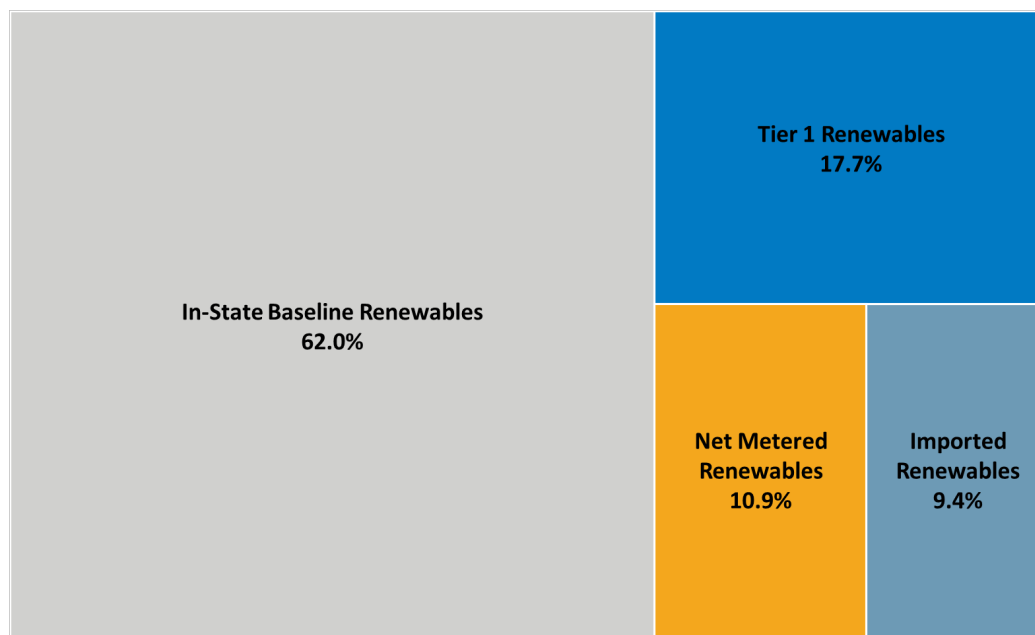 Tier 1 Renewables
17.7%
In-State Baseline Renewables
62.0%
Net Metered
Renewables
10.9%
Imported
Renewables
9.4%